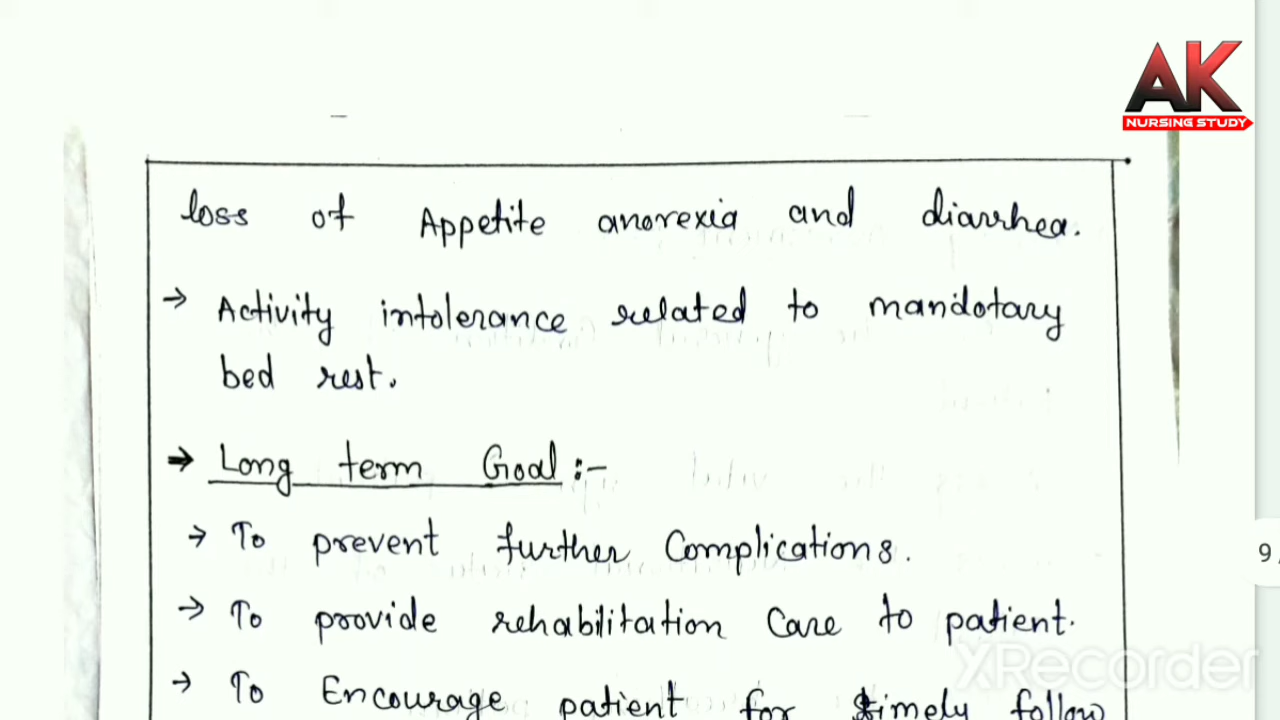 AK
NURSING STUDY
loss of Appetite anorexia and diarrhea.
→ Activity intolerance related to mandotary
bed rest.
→ Long term Goal :-
→ To prevent further Complications.
→ To provide rehabilitation Care to patient.
→ To Encourage patient for timely follow
9
XRecorder